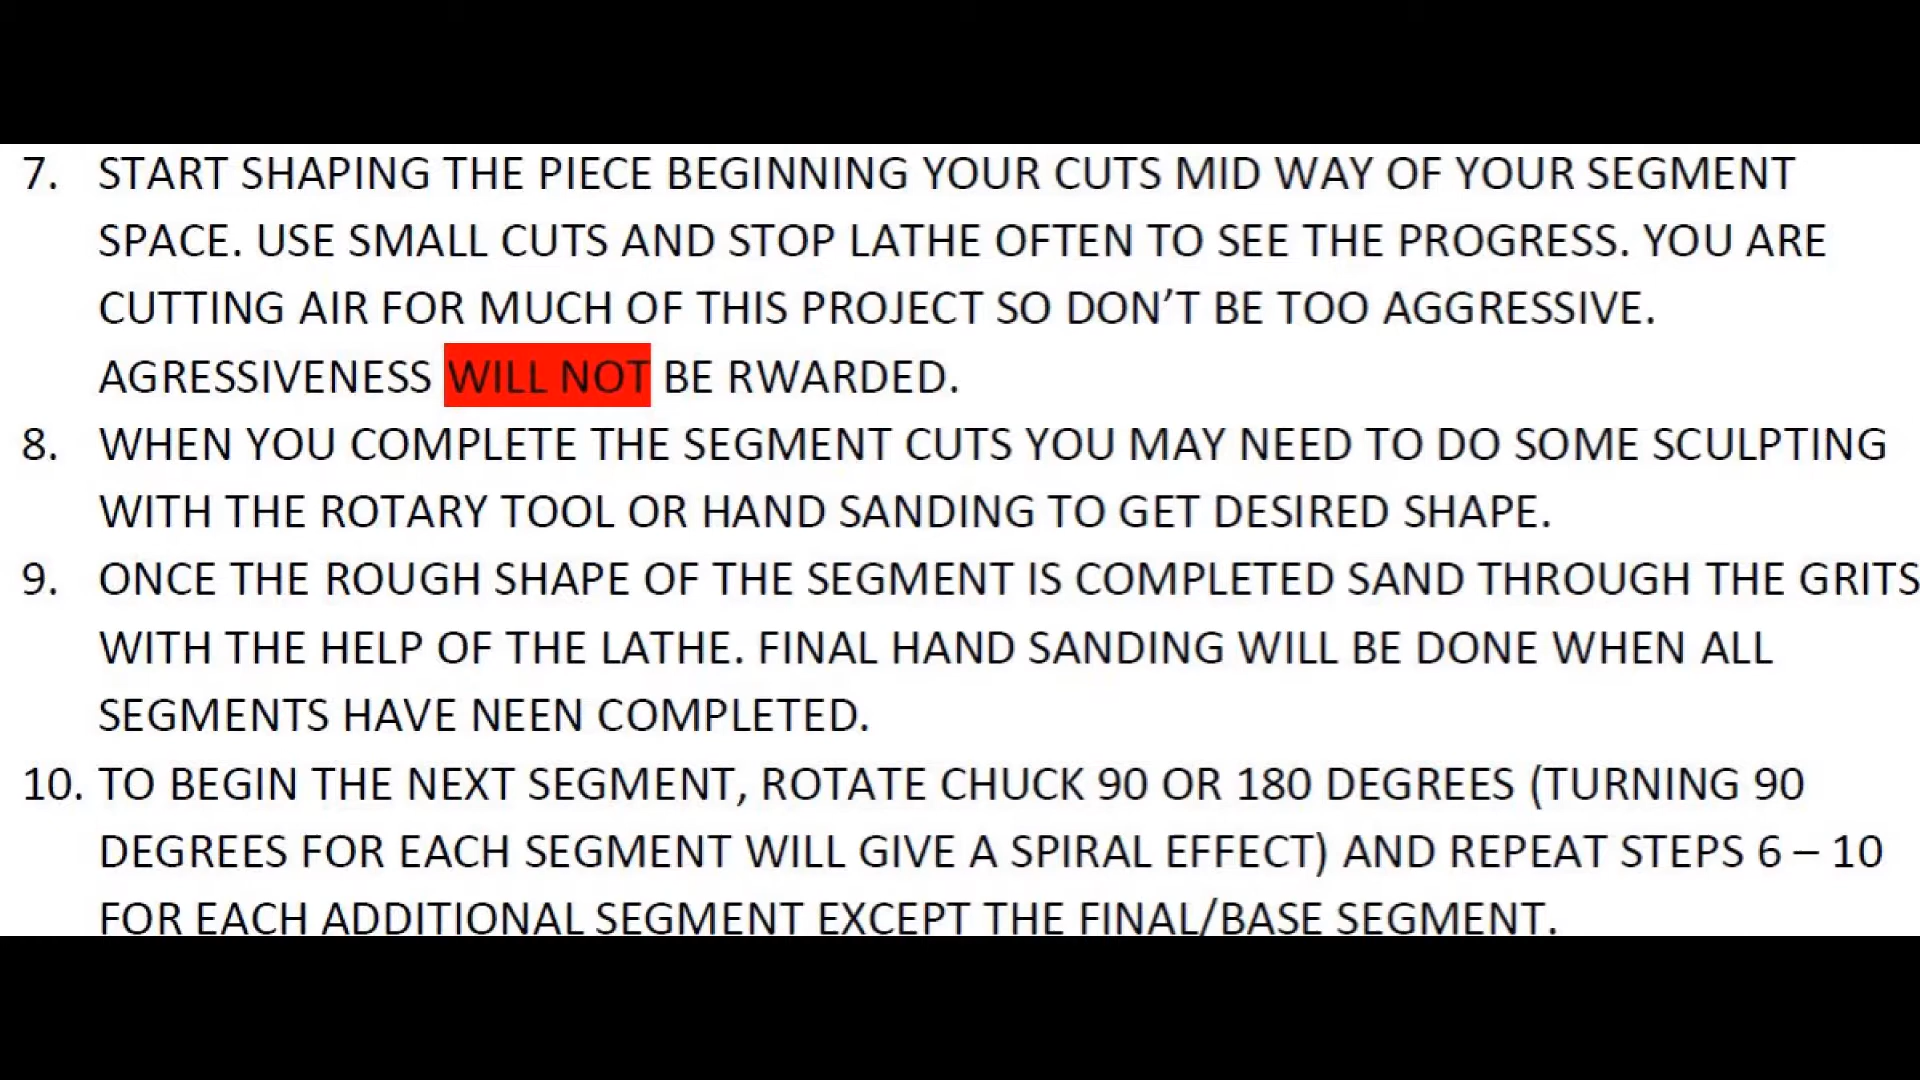 7. START SHAPING THE PIECE BEGINNING YOUR CUTS MID WAY OF YOUR SEGMENT
SPACE. USE SMALL CUTS AND STOP LATHE OFTEN TO SEE THE PROGRESS. YOU ARE
CUTTING AIR FOR MUCH OF THIS PROJECT SO DON’T BE TOO AGGRESSIVE.
AGRESSIVENESS WILL NOT BE RWARDED.
8. WHEN YOU COMPLETE THE SEGMENT CUTS YOU MAY NEED TO DO SOME SCULPTING
WITH THE ROTARY TOOL OR HAND SANDING TO GET DESIRED SHAPE.
9. ONCE THE ROUGH SHAPE OF THE SEGMENT IS COMPLETED SAND THROUGH THE GRITS
WITH THE HELP OF THE LATHE. FINAL HAND SANDING WILL BE DONE WHEN ALL
SEGMENTS HAVE NEEN COMPLETED.
10. TO BEGIN THE NEXT SEGMENT, ROTATE CHUCK 90 OR 180 DEGREES (TURNING 90
DEGREES FOR EACH SEGMENT WILL GIVE A SPIRAL EFFECT) AND REPEAT STEPS 6 – 10
FOR EACH ADDITIONAL SEGMENT EXCEPT THE FINAL/BASE SEGMENT.